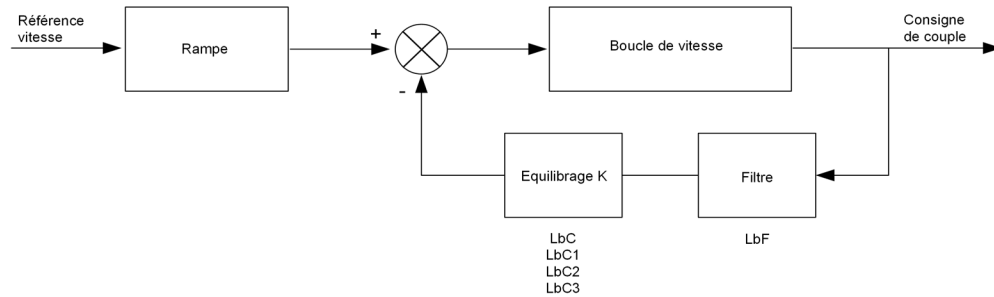 Référence
vitesse
Rampe
+
-
Boucle de vitesse
Consigne
de couple
Equilibrage K
Filtre
LbC
LbC1
LbC2
LbC3
LbF